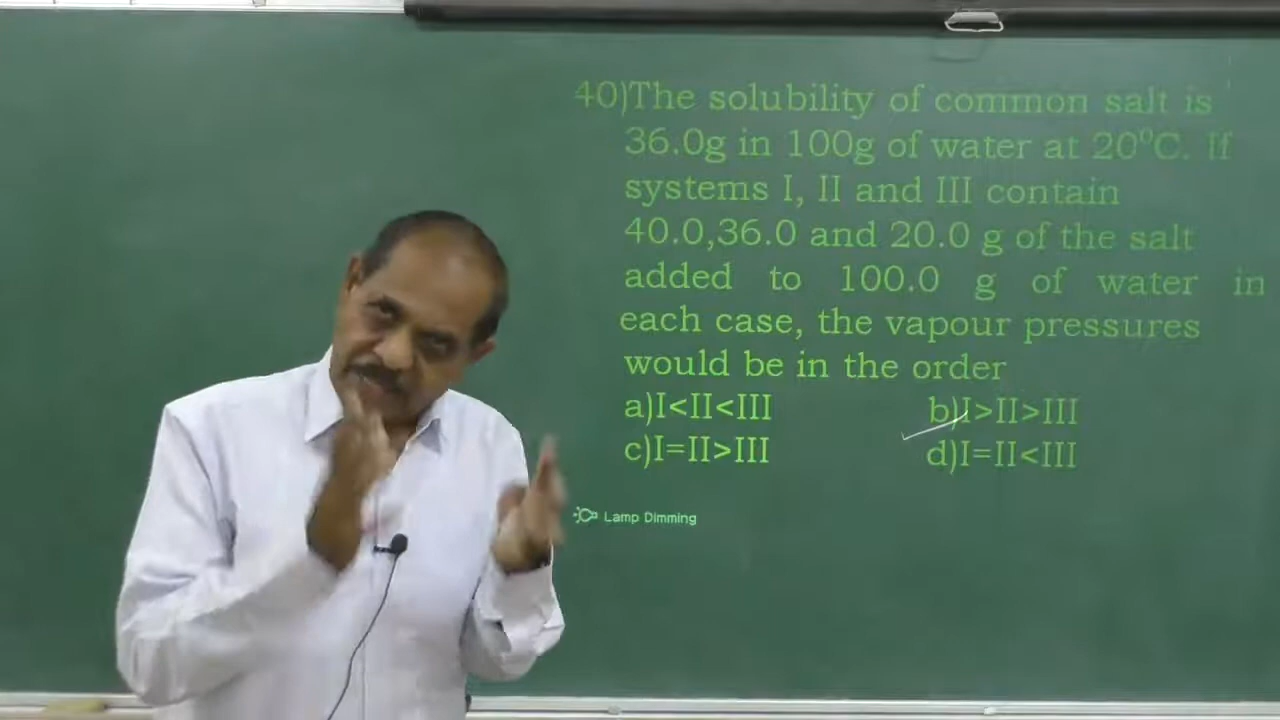 40)The solubility of common salt is
36.0g in 100g of water at 20⁰C. If
systems I, II and III contain
40.0,36.0 and 20.0 g of the salt
added to 100.0 g of water in
each case, the vapour pressures
would be in the order
a)I<II<III b)I>II>III
c)I=II>III d)I=II<III
Lamp Dimming